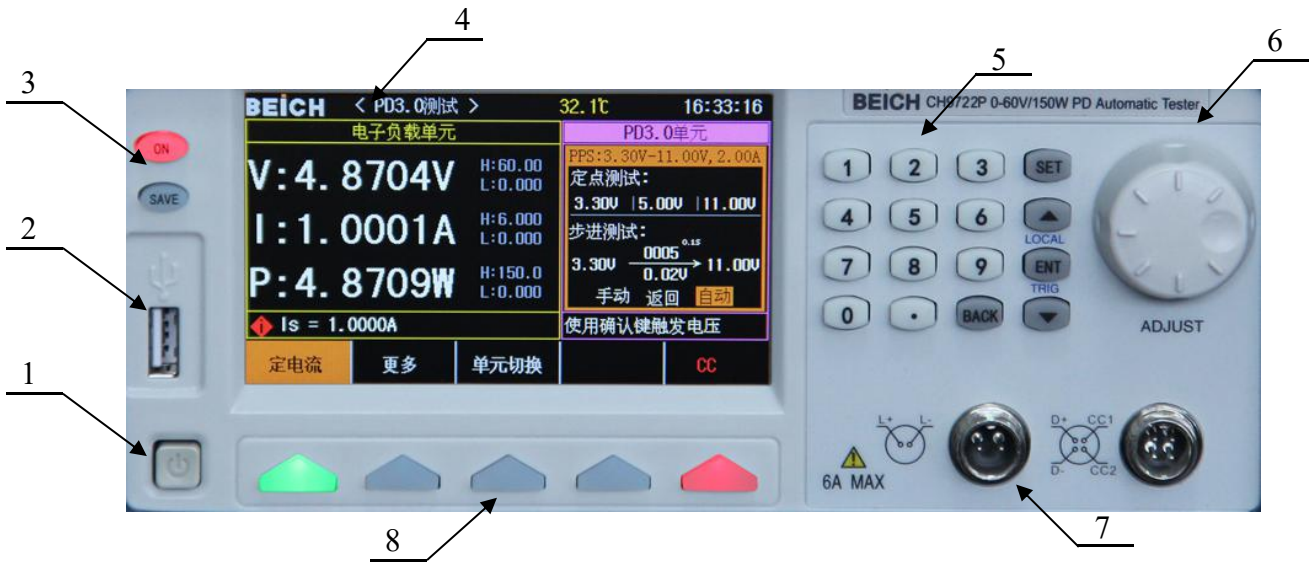 4
6
5
3
BEICH < PD3.0测试 > 32.1℃ 16:33:16
BEICH CH9722P 0-60V/150W PD Automatic Tester
电子负载单元
PD3.0单元
ON
PPS:3.30V-11.00V,2.00A
V:4.8704V H:60.00
L:0.000
定点测试:
3.30V |5.00V |11.00V
1 2 3 SET
SAVE
I:1.0001A H:6.000
L:0.000
步进测试:
0005 0.1S
3.30V 11.00V
0.02V
4 5 6
LOCAL
2
P:4.8709W H:150.0
L:0.000
手动 返回 自动
7 8 9 ENT
TRIG
0 . BACK
ADJUST
Is = 1.0000A
使用确认键触发电压
定电流 更多 单元切换 CC
1
L+ L-
D+ CC1
D- CC2
6A MAX
8
7